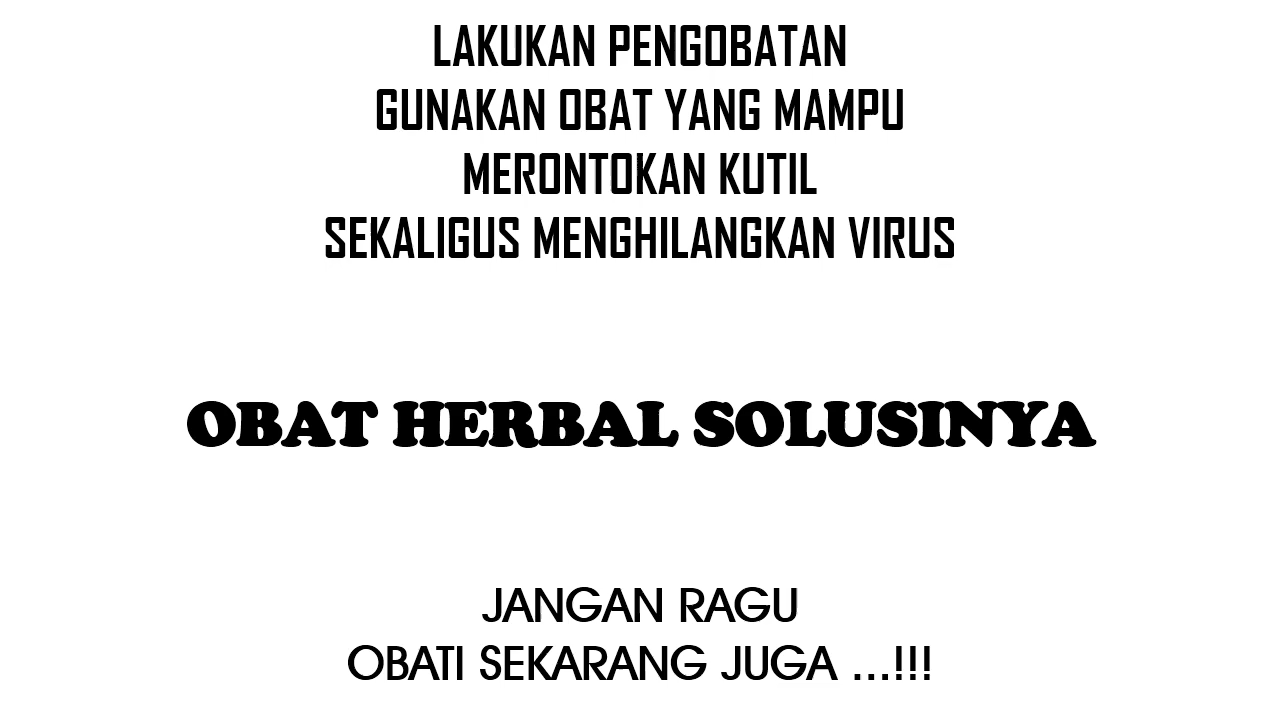 LAKUKAN PENGOBATAN
GUNAKAN OBAT YANG MAMPU
MERONTOKAN KUTIL
SEKALIGUS MENGHILANGKAN VIRUS
OBAT HERBAL SOLUSINYA
JANGAN RAGU
OBATI SEKARANG JUGA ...!!!